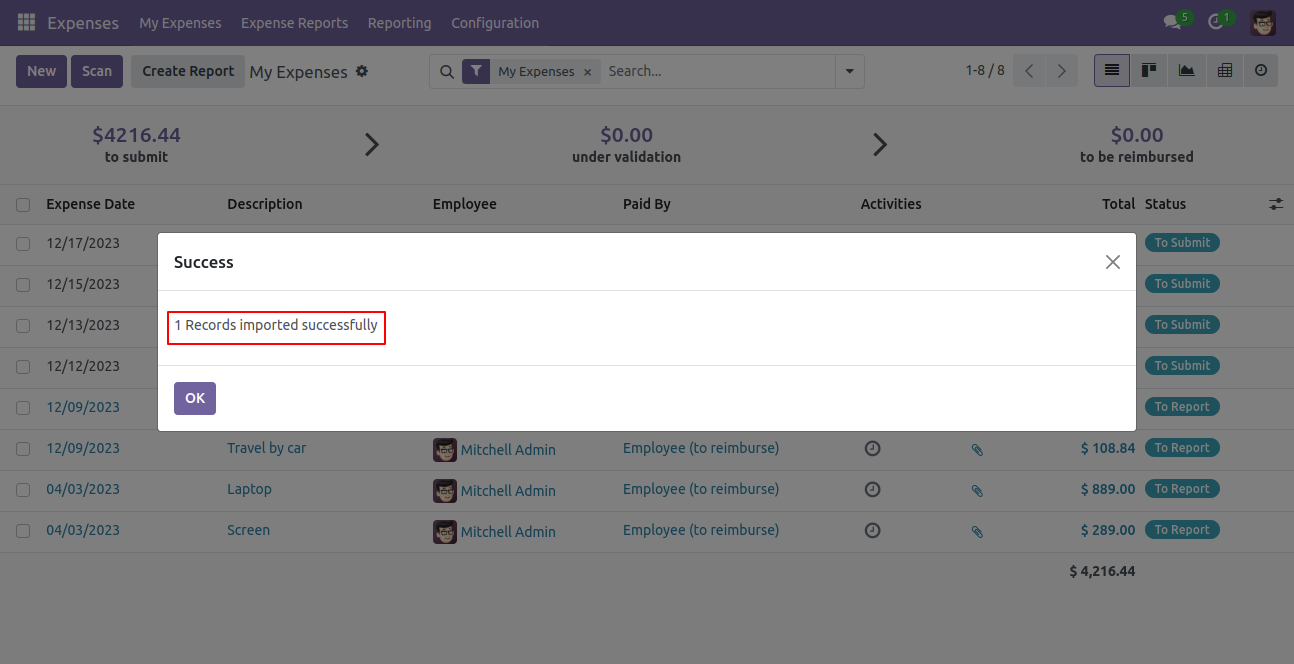 Expenses My Expenses Expense Reports Reporting Configuration 5 1
New Scan Create Report My Expenses My Expenses × Search... 1-8 / 8
$4216.44 $0.00 $0.00
to submit under validation to be reimbursed
Expense Date Description Employee Paid By Activities Total Status
12/17/2023 To Submit
Success
12/15/2023 To Submit
12/13/2023 1 Records imported successfully To Submit
12/12/2023 To Submit
OK
12/09/2023 To Report
12/09/2023 Travel by car Mitchell Admin Employee (to reimburse) $ 108.84 To Report
04/03/2023 Laptop Mitchell Admin Employee (to reimburse) $ 889.00 To Report
04/03/2023 Screen Mitchell Admin Employee (to reimburse) $ 289.00 To Report
$ 4,216.44